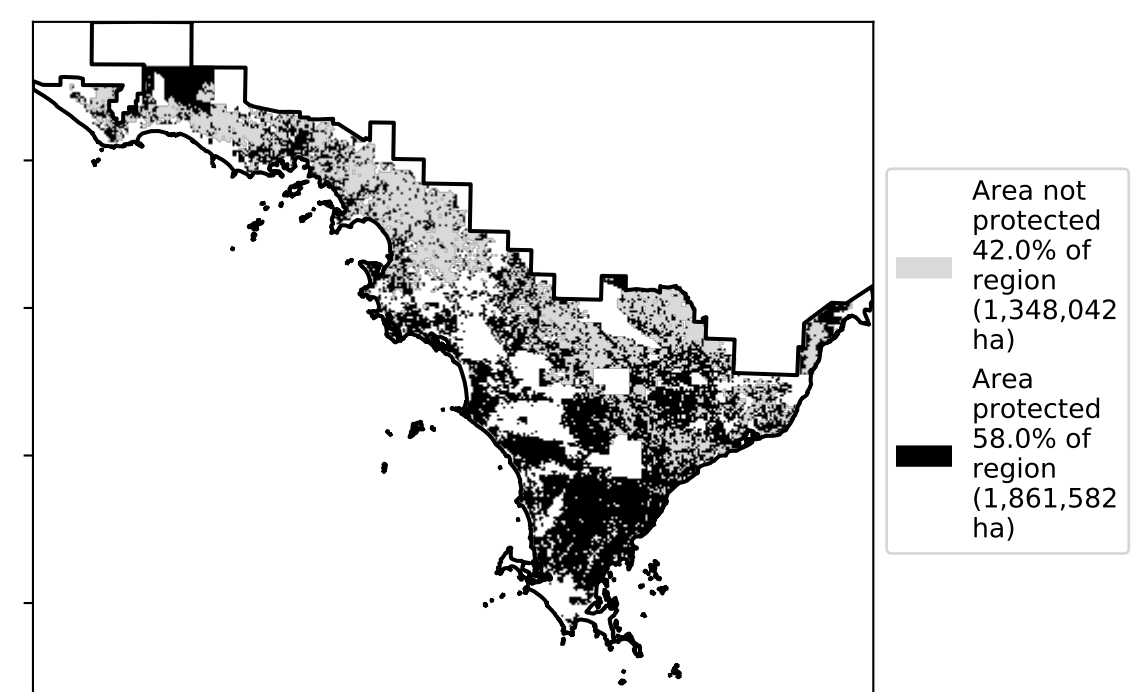 Area not
protected
42.0% of
region
(1,348,042
ha)
Area
protected
58.0% of
region
(1,861,582
ha)